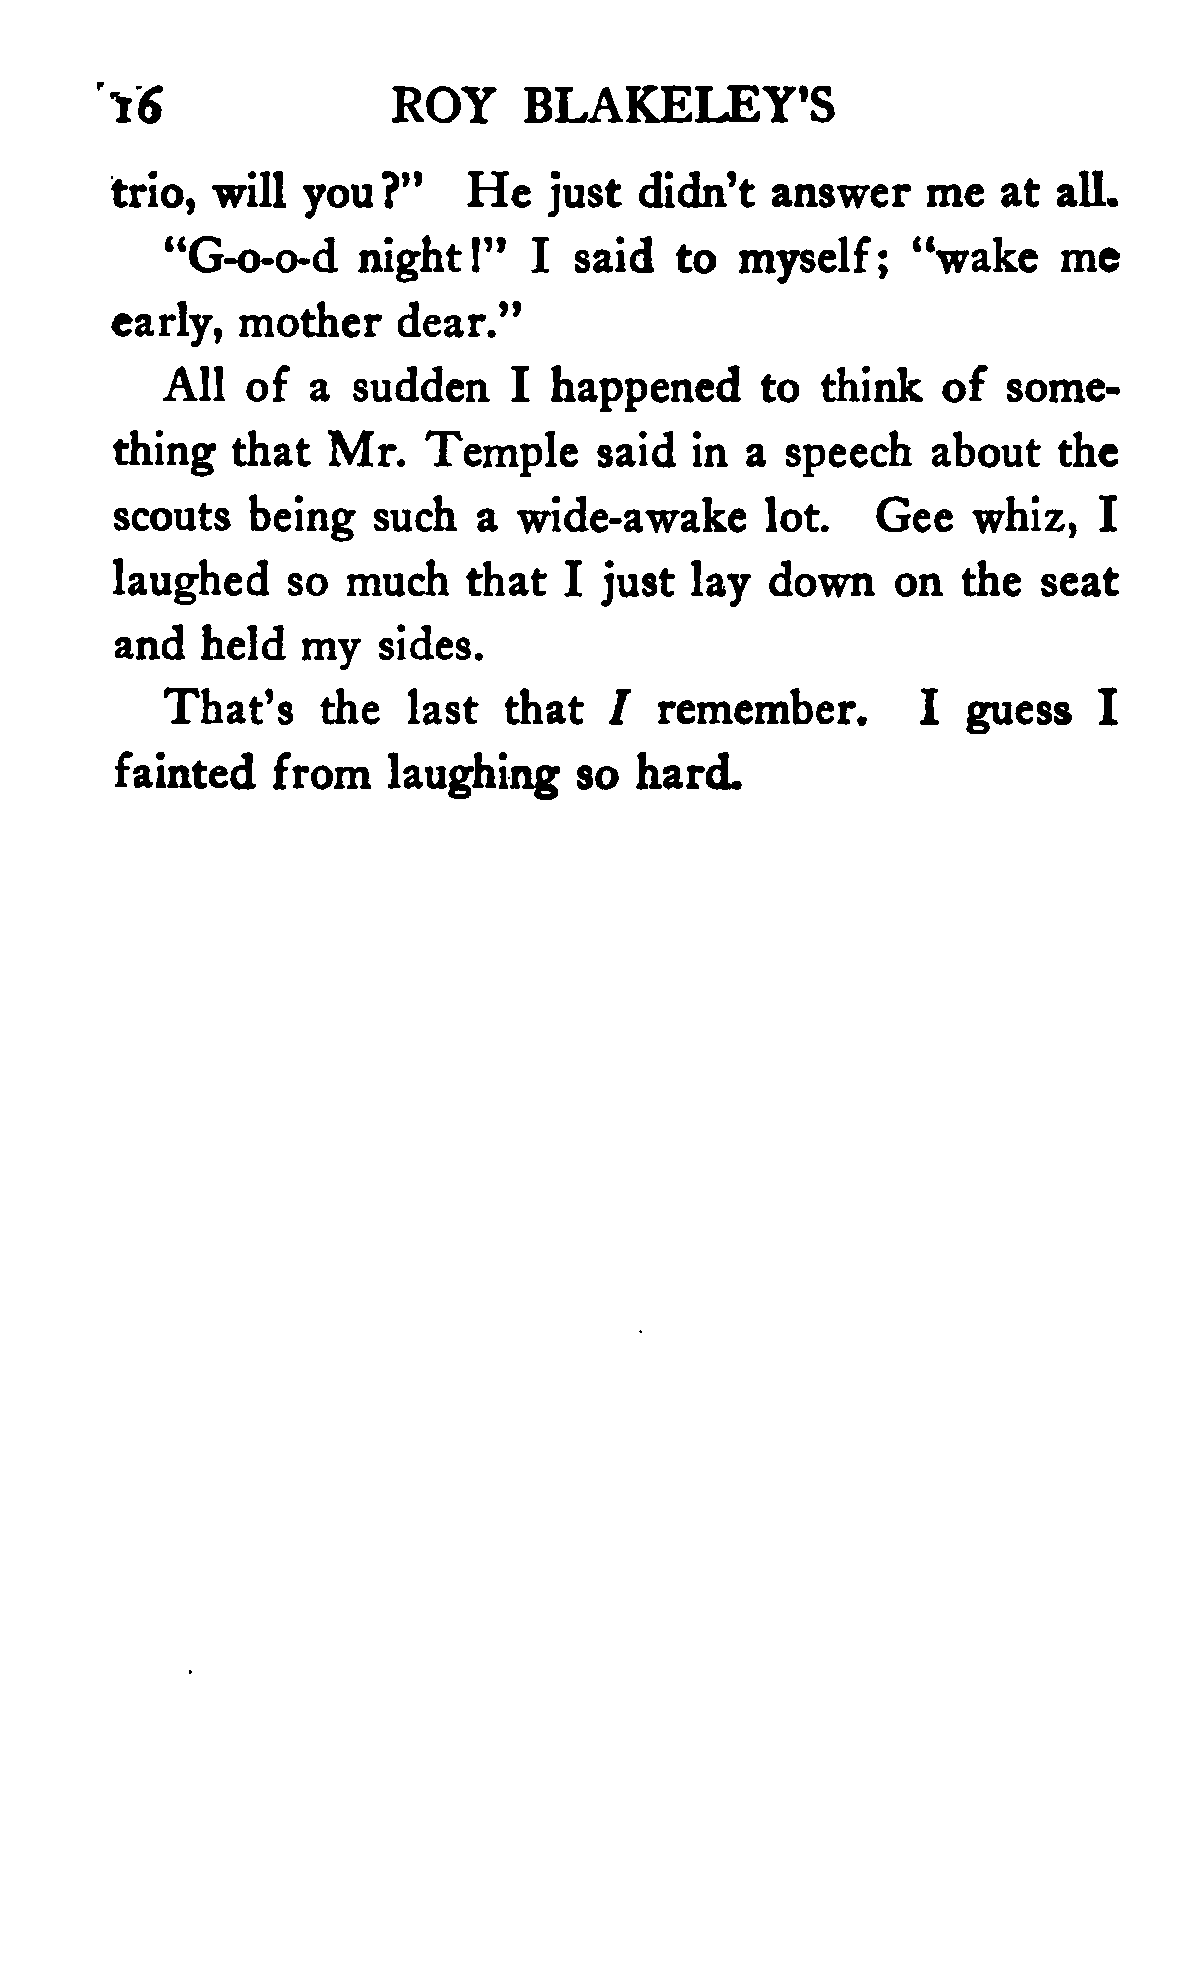 16 ROY BLAKELEY'S
trio, will you?" He just didn't answer me at all.
"G-o-o-d night!" I said to myself; "wake me
early, mother dear."
All of a sudden I happened to think of some-
thing that Mr. Temple said in a speech about the
scouts being such a wide-awake lot. Gee whiz, I
laughed so much that I just lay down on the seat
and held my sides.
That's the last that I remember. I guess I
fainted from laughing so hard.